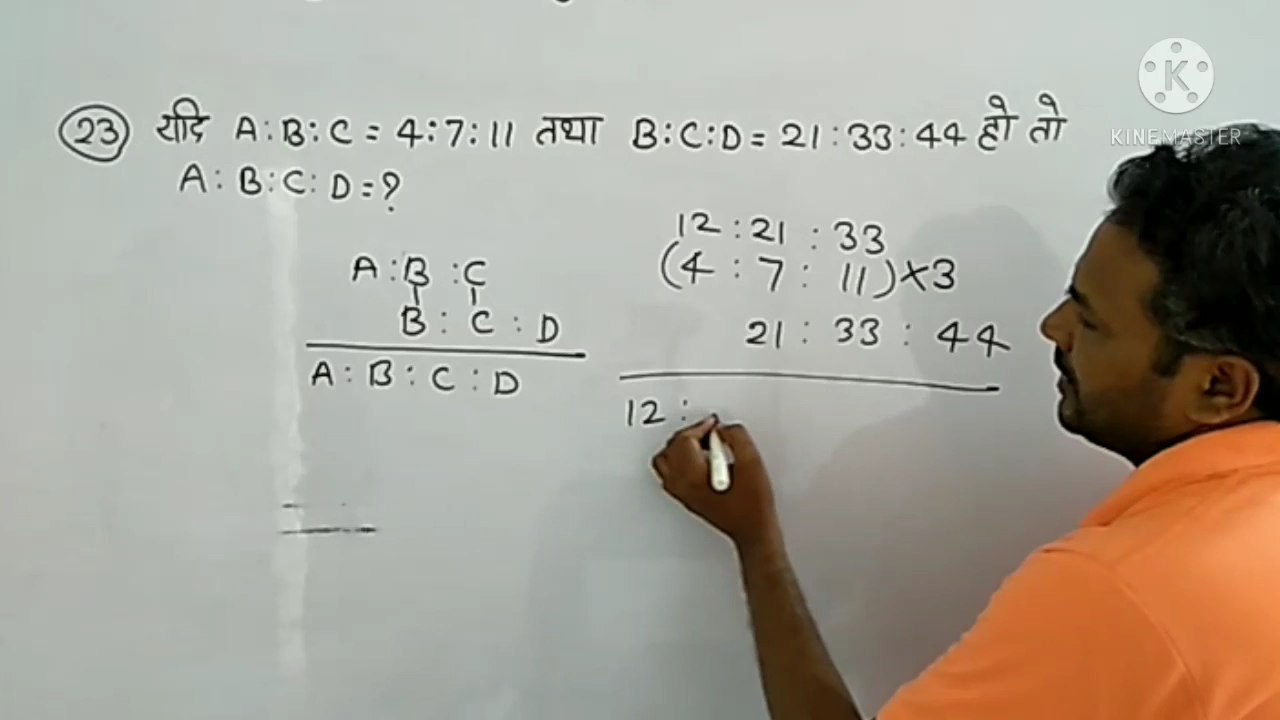 K
KINEMASTER
23 यदि A:B:C = 4:7:11 तथा B:C:D = 21:33:44 हो तो
A:B:C:D = ?
A:B:C
B:C:D
A:B:C:D
12:21:33
(4:7:11)×3
21:33:44
12: